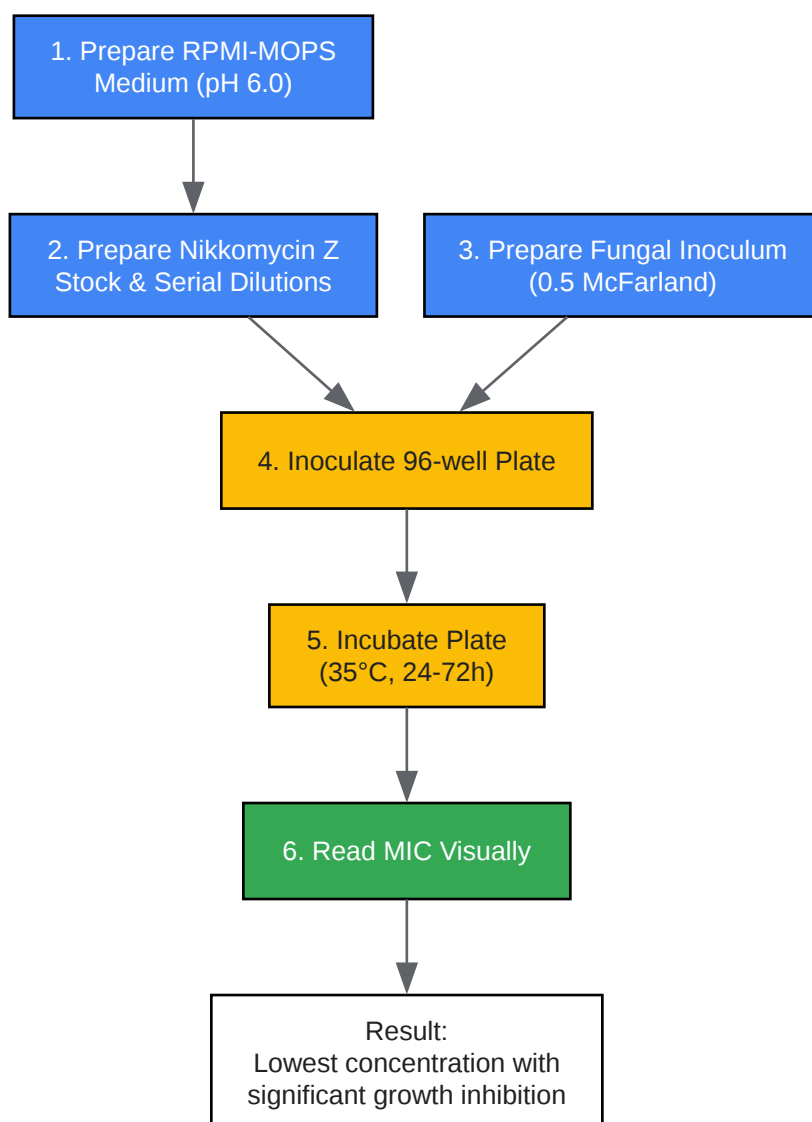 1. Prepare RPMI-MOPS
Medium (pH 6.0)
2. Prepare Nikkomycin Z
Stock & Serial Dilutions
3. Prepare Fungal Inoculum
(0.5 McFarland)
4. Inoculate 96-well Plate
5. Incubate Plate
(35°C, 24-72h)
6. Read MIC Visually
Result:
Lowest concentration with
significant growth inhibition